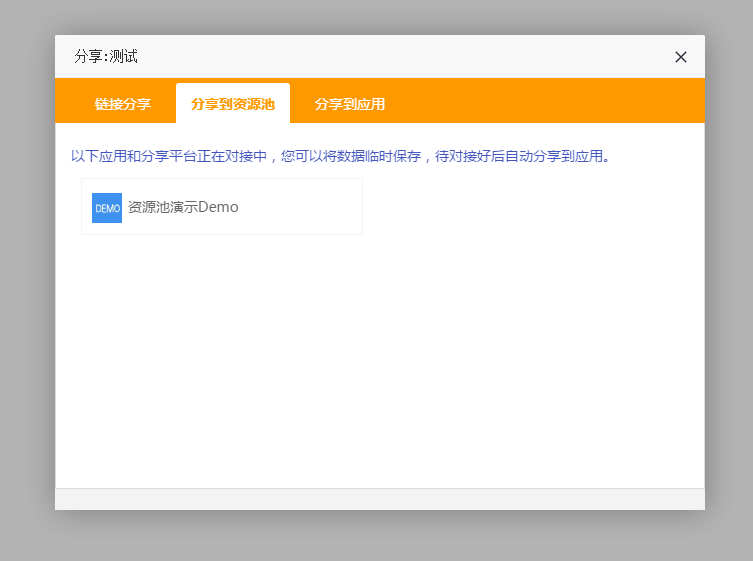 分享:测试
链接分享 分享到资源池 分享到应用
以下应用和分享平台正在对接中，您可以将数据临时保存，待对接好后自动分享到应用。
DEMO 资源池演示Demo